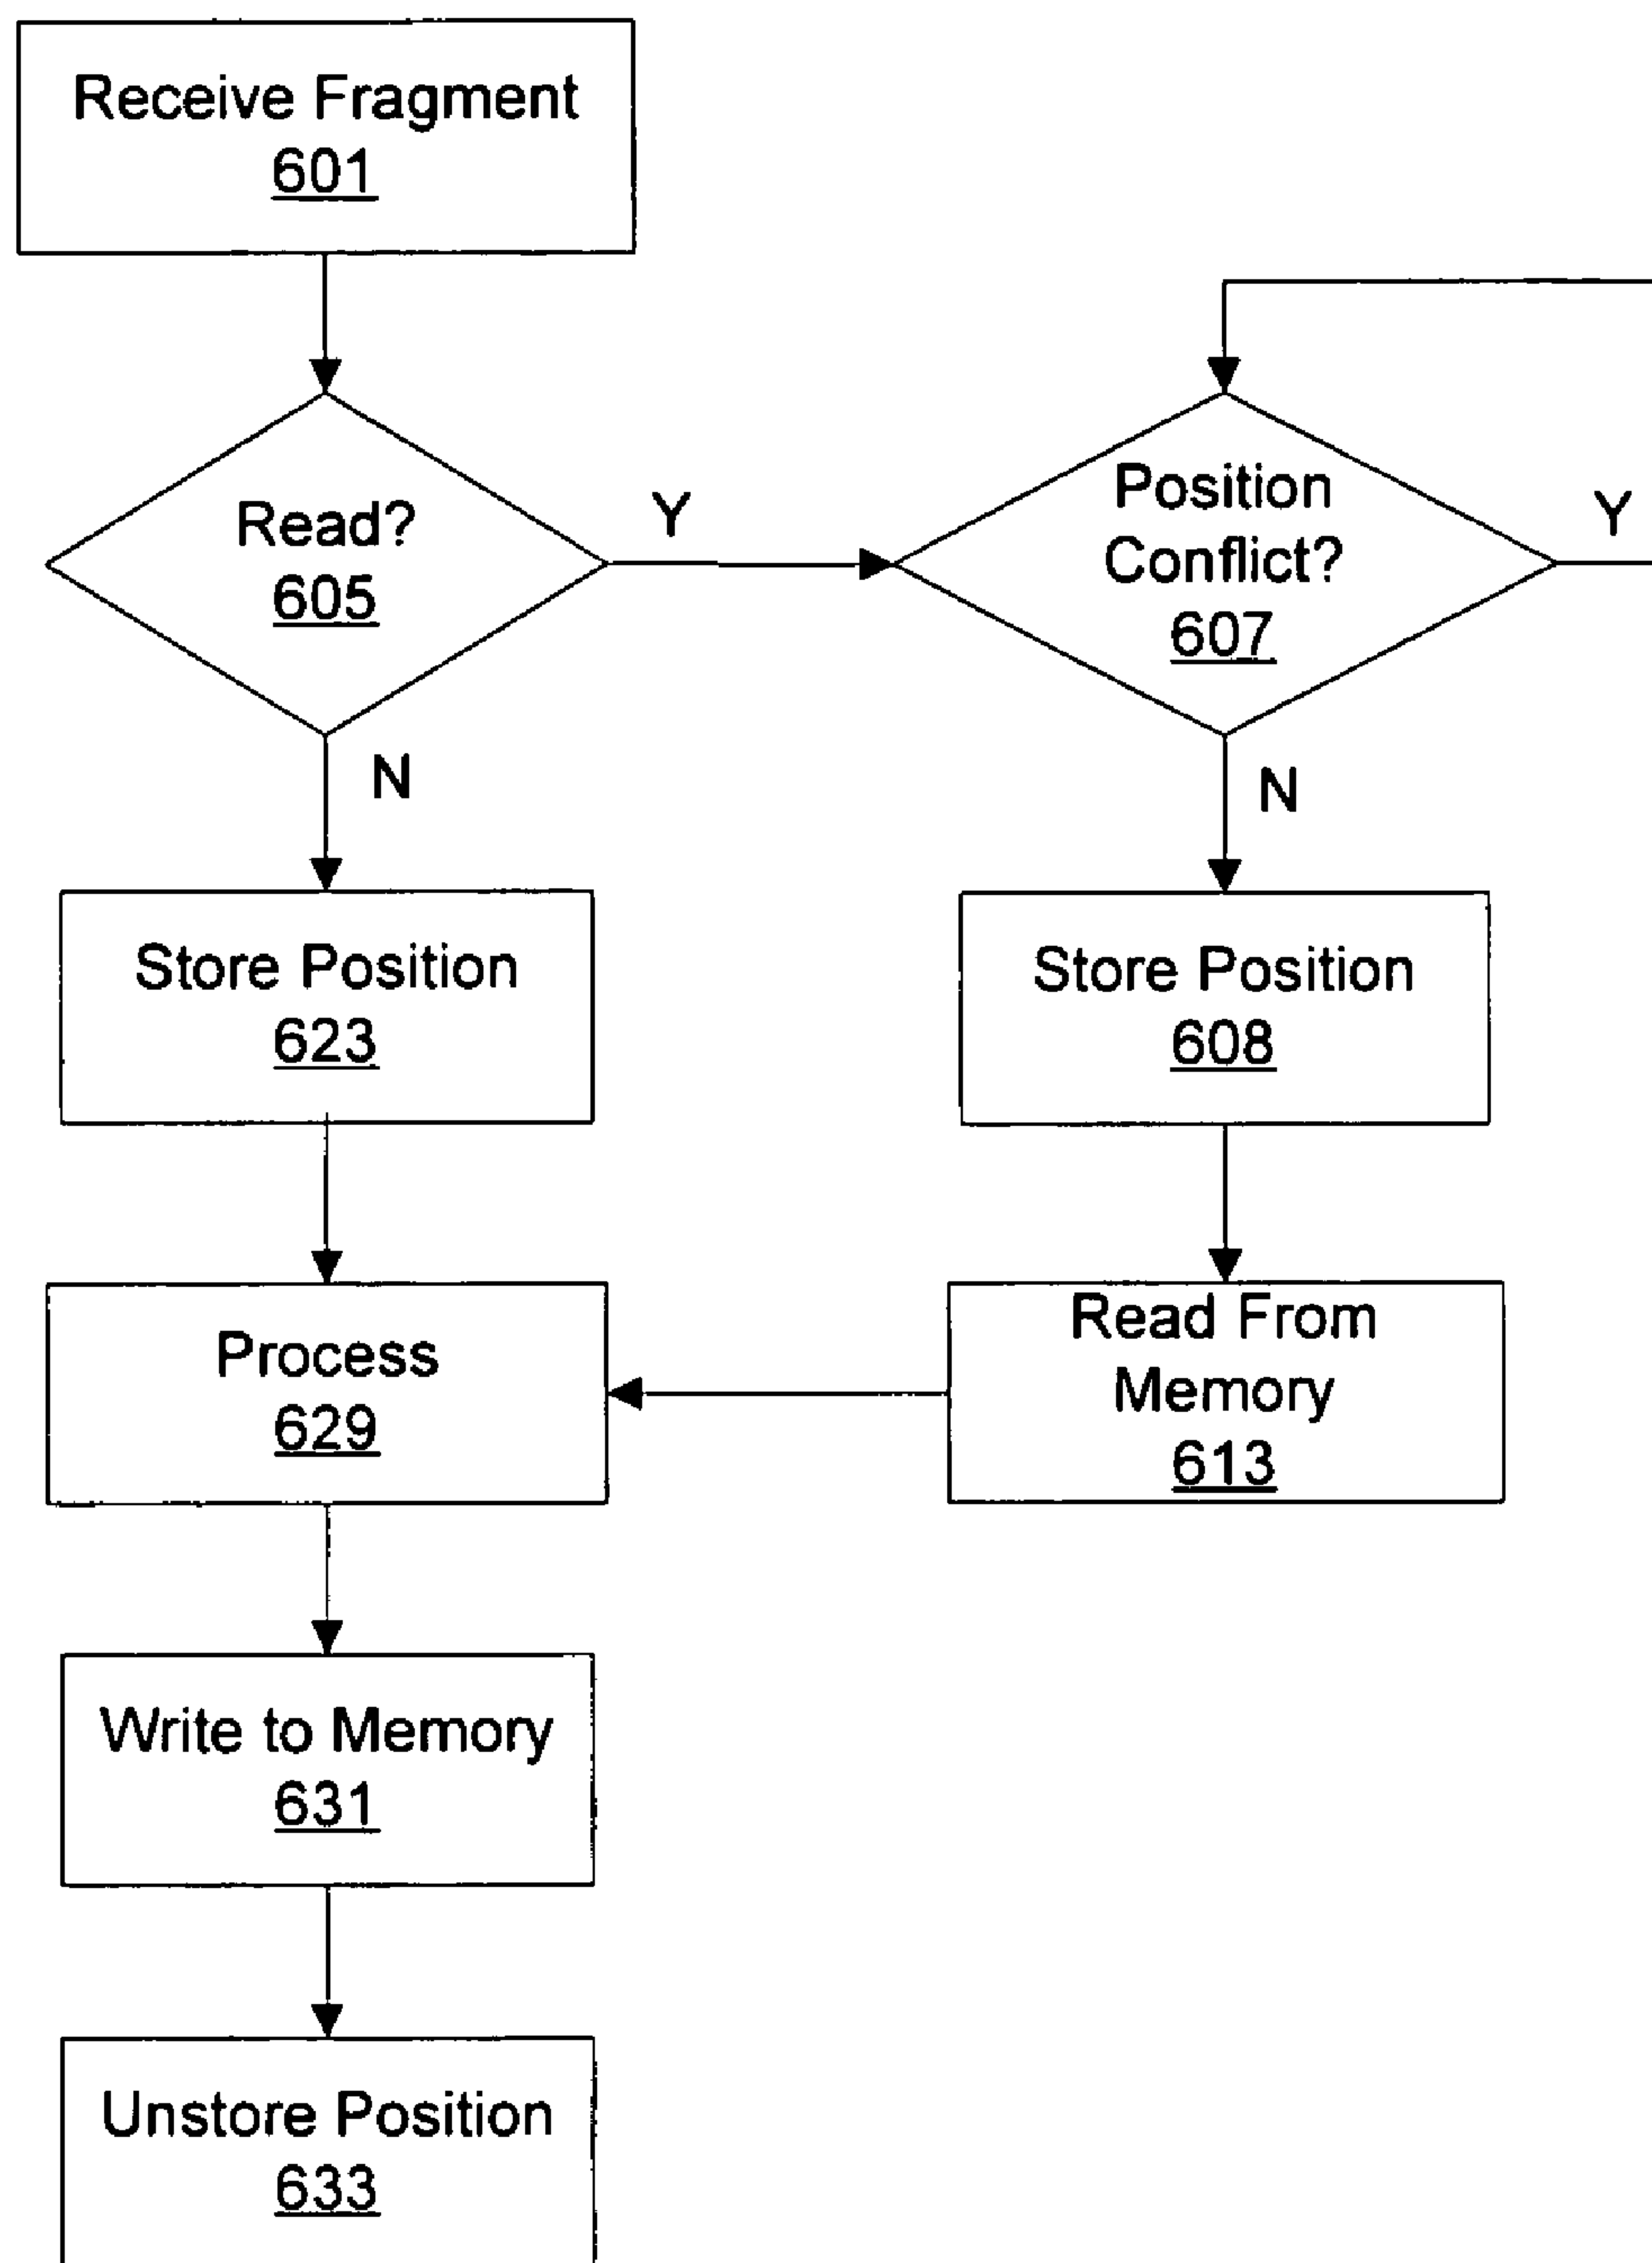 Receive Fragment
601
Read?
605
Y
Position
Conflict?
607
Y
N
N
Store Position
623
Store Position
608
Process
629
Read From
Memory
613
Write to Memory
631
Unstore Position
633